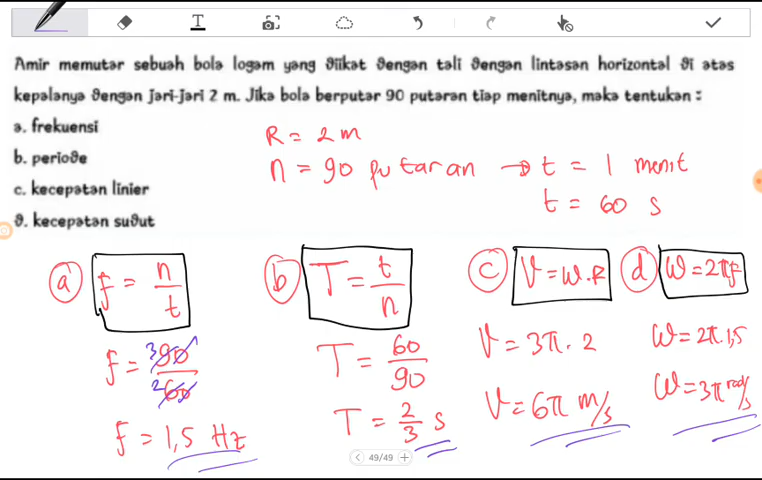 Amir memutar sebuah bola logam yang diikat dengan tali dengan lintasan horizontal di atas
kepalanya dengan jari-jari 2 m. Jika bola berputar 90 putaran tiap menitnya, maka tentukan :
a. frekuensi
b. periode
c. kecepatan linier
d. kecepatan sudut
R = 2 m
n = 90 putaran → t = 1 menit
t = 60 s
a f = n/t
f = 90/60 3/2
f = 1,5 Hz
b T = t/n
T = 60/90
T = 2/3 s
c V = ω.R
V = 3π . 2
V = 6π m/s
d ω = 2πf
ω = 2π . 1,5
ω = 3π rad/s
49/49